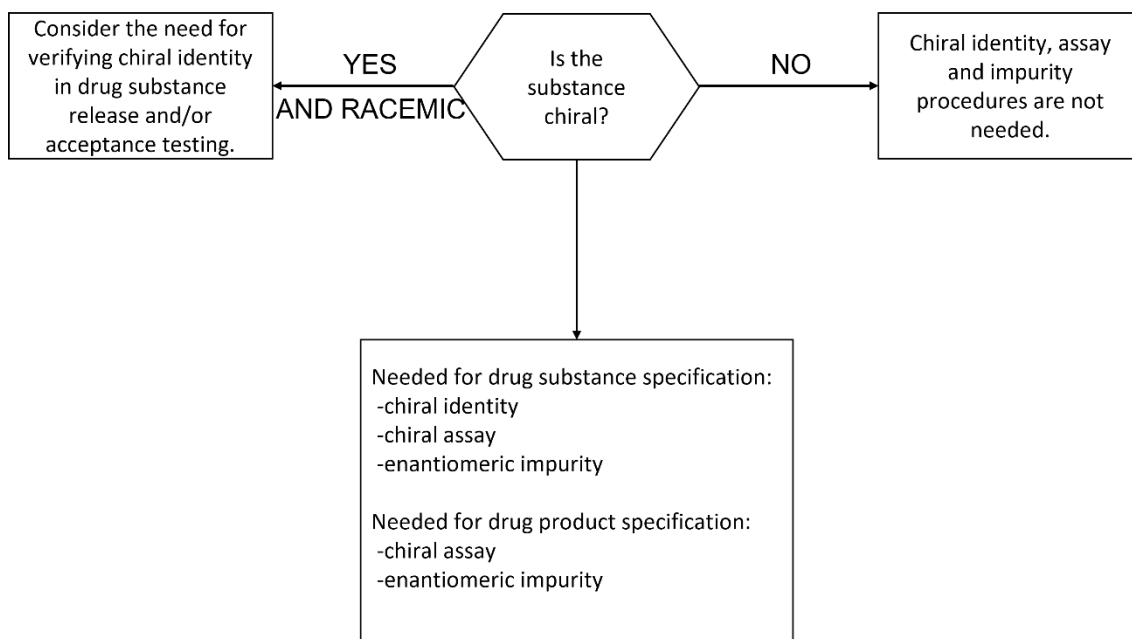 Consider the need for
verifying chiral identity
in drug substance
release and/or
acceptance testing.
YES
AND RACEMIC
Is the
substance
chiral?
NO
Chiral identity, assay
and impurity
procedures are not
needed.
Needed for drug substance specification:
-chiral identity
-chiral assay
-enantiomeric impurity
Needed for drug product specification:
-chiral assay
-enantiomeric impurity